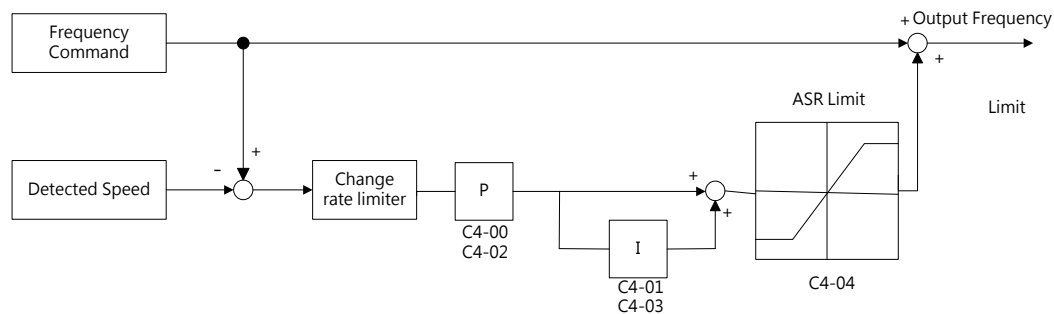 Frequency
Command
+ Output Frequency
+
ASR Limit
Limit
+
-
Detected Speed
Change
rate limiter
P
+
+
C4-00
C4-02
I
C4-01
C4-03
C4-04